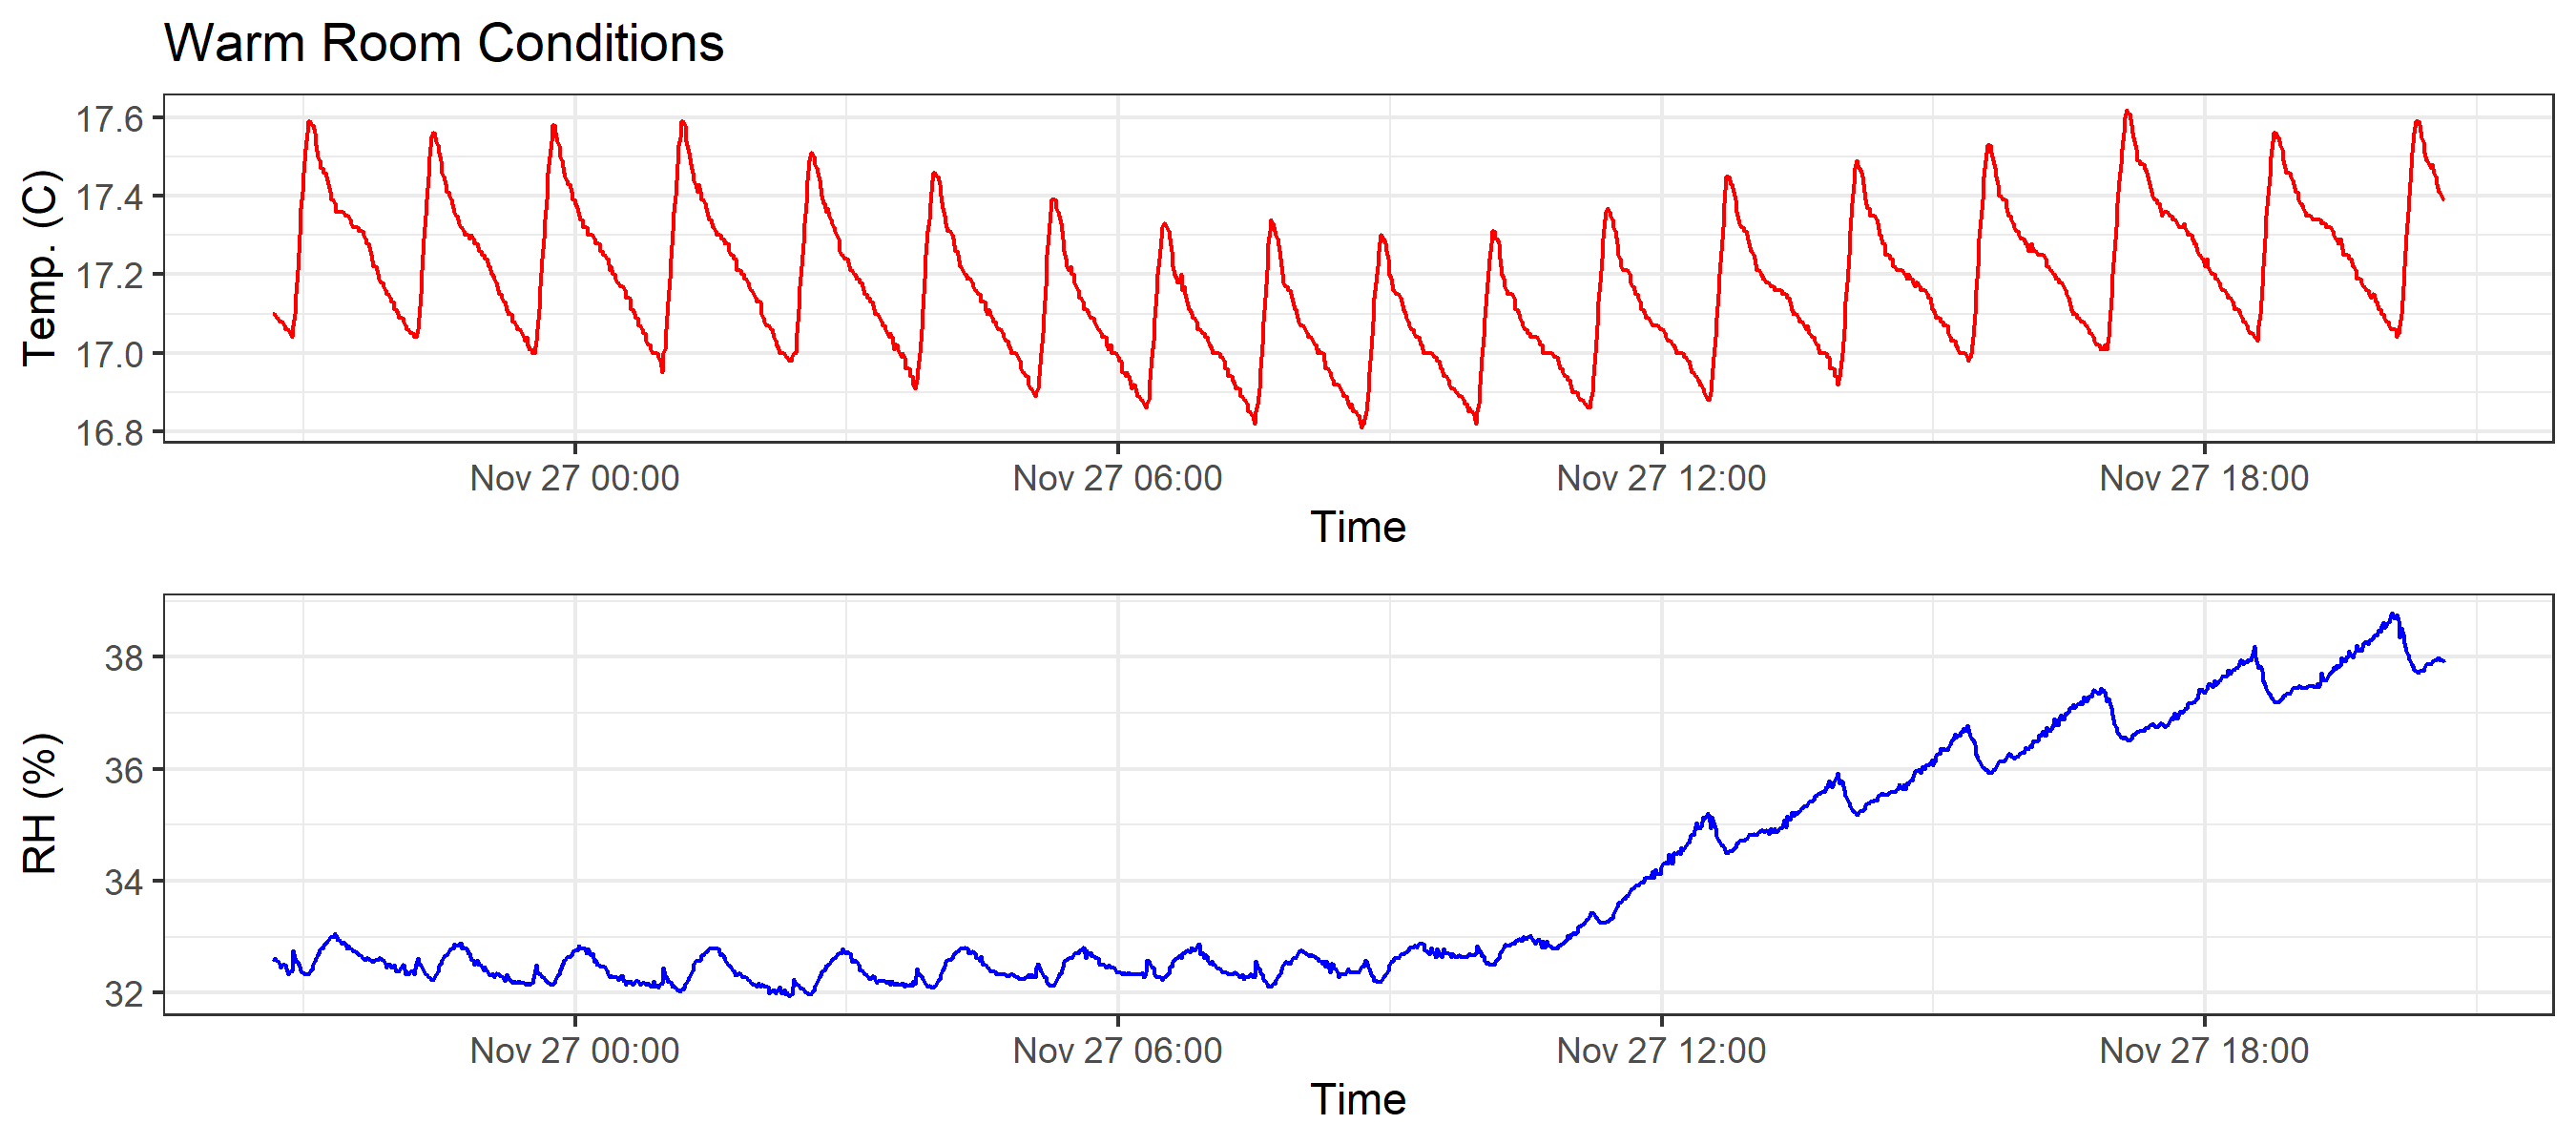 Warm Room Conditions
Temp. (C)
17.6
17.4
17.2
17.0
16.8
Nov 27 00:00 Nov 27 06:00 Nov 27 12:00 Nov 27 18:00
Time
RH (%)
38
36
34
32
Nov 27 00:00 Nov 27 06:00 Nov 27 12:00 Nov 27 18:00
Time